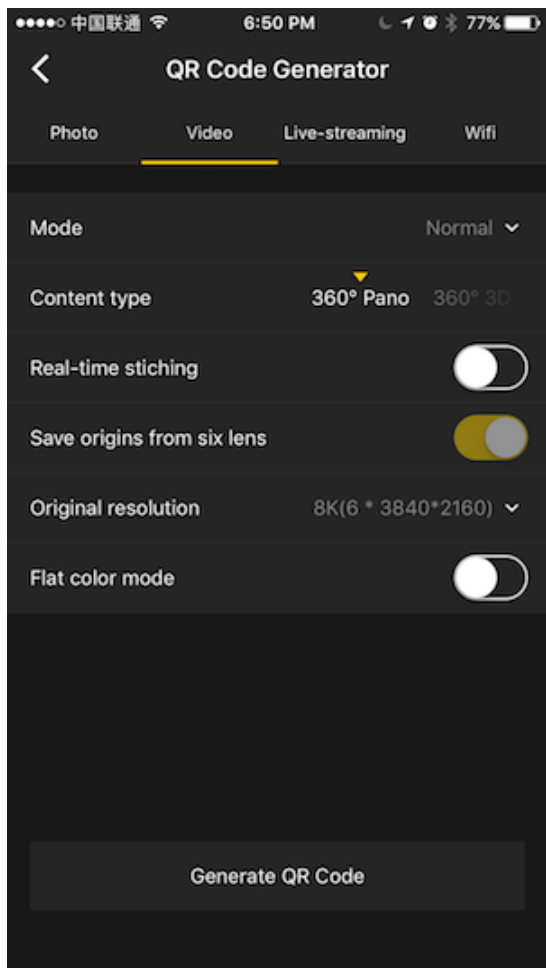 中国联通 6:50 PM 77%
QR Code Generator
Photo Video Live-streaming Wifi
Mode Normal
Content type 360° Pano 360° 3D
Real-time stiching
Save origins from six lens
Original resolution 8K(6 * 3840*2160)
Flat color mode
Generate QR Code